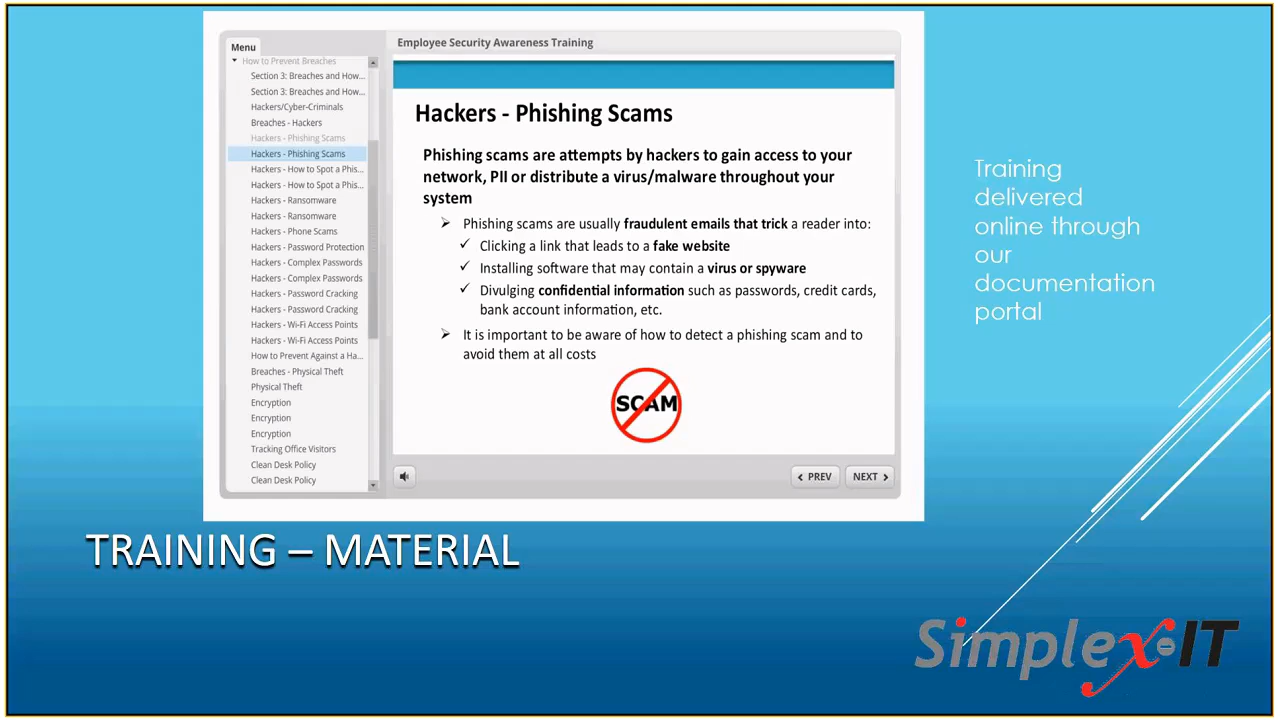 Menu
How to Prevent Breaches
Section 3: Breaches and How...
Section 3: Breaches and How...
Hackers/Cyber-Criminals
Breaches - Hackers
Hackers - Phishing Scams
Hackers - Phishing Scams
Hackers - How to Spot a Phis...
Hackers - How to Spot a Phis...
Hackers - Ransomware
Hackers - Ransomware
Hackers - Phone Scams
Hackers - Password Protection
Hackers - Complex Passwords
Hackers - Complex Passwords
Hackers - Password Cracking
Hackers - Password Cracking
Hackers - Wi-Fi Access Points
Hackers - Wi-Fi Access Points
How to Prevent Against a Ha...
Breaches - Physical Theft
Physical Theft
Encryption
Encryption
Encryption
Tracking Office Visitors
Clean Desk Policy
Clean Desk Policy
Employee Security Awareness Training
Hackers - Phishing Scams
Phishing scams are attempts by hackers to gain access to your
network, PII or distribute a virus/malware throughout your
system
Phishing scams are usually fraudulent emails that trick a reader into:
Clicking a link that leads to a fake website
Installing software that may contain a virus or spyware
Divulging confidential information such as passwords, credit cards,
bank account information, etc.
It is important to be aware of how to detect a phishing scam and to
avoid them at all costs
SCAM
PREV
NEXT
Training
delivered
online through
our
documentation
portal
TRAINING – MATERIAL
Simplex-IT